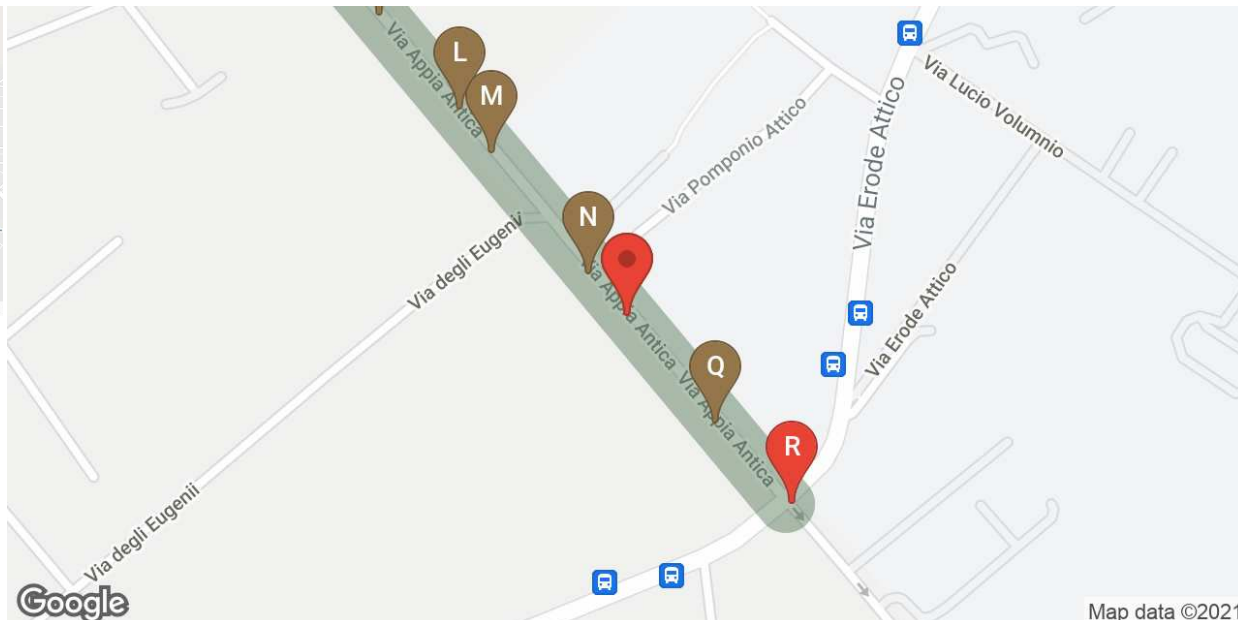 Via Appia Antica
L
M
Via Lucio Volumnio
Via Pomponio Attico
Via Erode Attico
N
Via degli Eugenii
Via Appia Antica
Via Erode Attico
Q
Via Appia Antica
R
Via degli Eugenii
Google
Map data ©2021